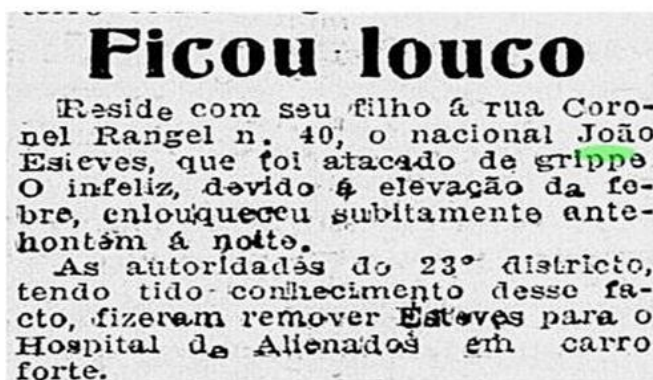 Ficou louco
Reside com seu filho á rua Coro-
nel Rangel n. 40, o nacional João
Esteves, que foi atacado de grippe.
O infeliz, devido á elevação da fe-
bre, enlouqueceu subitamente ante-
hontem á noite.
As autoridades do 23° districto,
tendo tido conhecimento desse fa-
cto, fizeram remover Esteves para o
Hospital de Alienados em carro
forte.